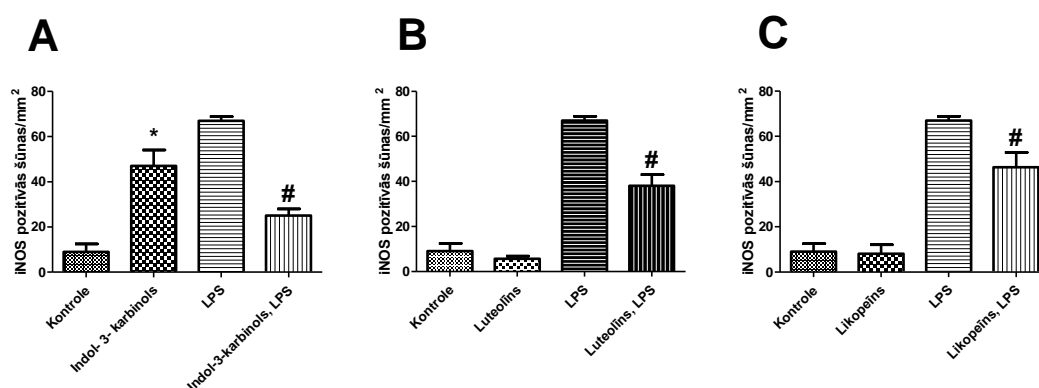 A
iNOS pozitīvās šūnas/mm²
80
60
40
20
0
*
#
Kontrole
Indol- 3- karbinols
LPS
Indol-3-karbinols, LPS
B
iNOS pozitīvās šūnas/mm²
80
60
40
20
0
#
Kontrole
Luteolīns
LPS
Luteolīns, LPS
C
iNOS pozitīvās šūnas/mm²
80
60
40
20
0
#
Kontrole
Likopeīns
LPS
Likopeīns, LPS